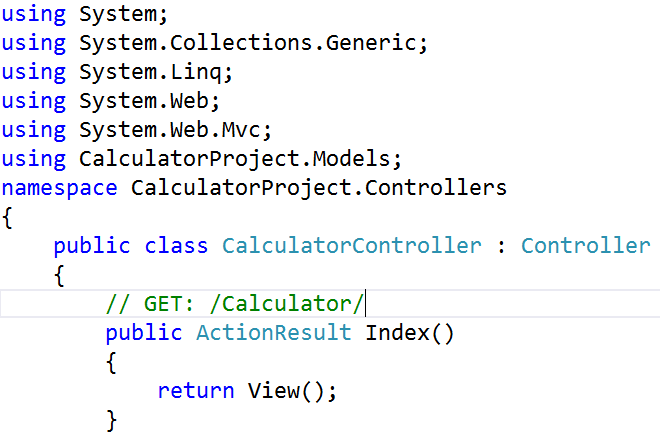 using System;
using System.Collections.Generic;
using System.Linq;
using System.Web;
using System.Web.Mvc;
using CalculatorProject.Models;
namespace CalculatorProject.Controllers
{
    public class CalculatorController : Controller
    {
        // GET: /Calculator/
        public ActionResult Index()
        {
            return View();
        }